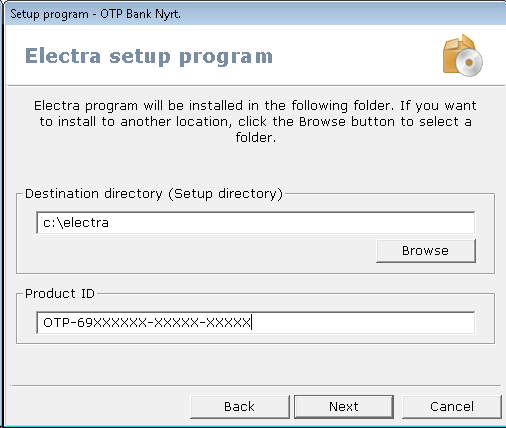 Setup program - OTP Bank Nyrt.
Electra setup program
Electra program will be installed in the following folder. If you want
to install to another location, click the Browse button to select a
folder.
Destination directory (Setup directory)
c:\electra
Browse
Product ID
OTP-69XXXXXX-XXXXX-XXXXX
Back
Next
Cancel